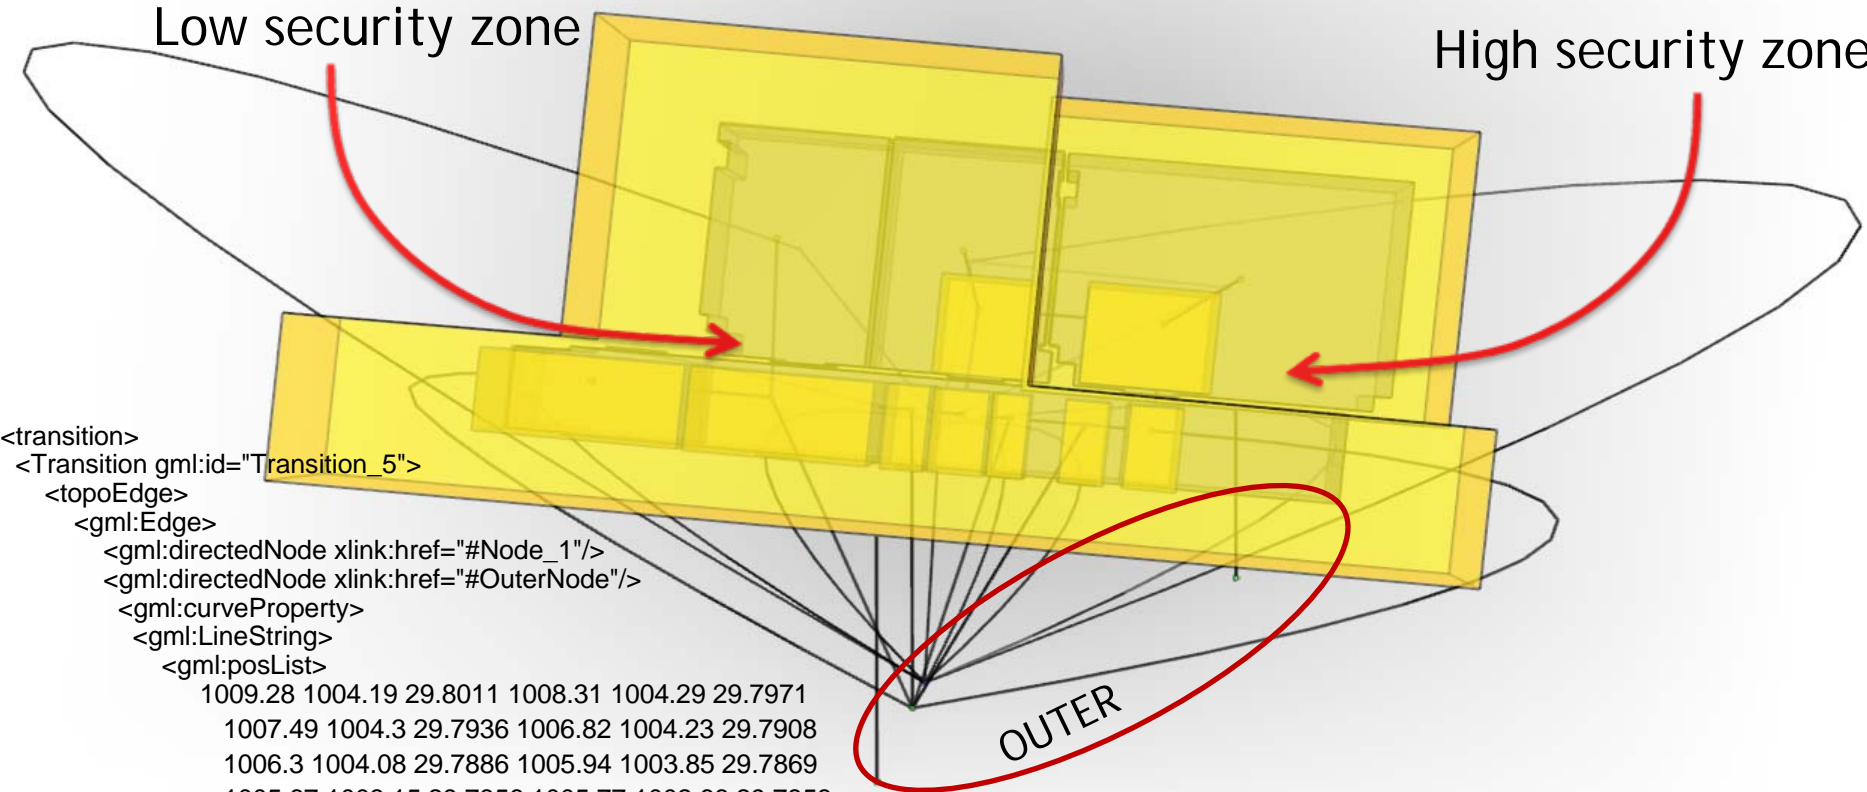 Low security zone
High security zone
<transition>
<Transition gml:id="Transition_5">
<topoEdge>
<gml:Edge>
<gml:directedNode xlink:href="#Node_1"/>
<gml:directedNode xlink:href="#OuterNode"/>
<gml:curveProperty>
<gml:LineString>
<gml:posList>
1009.28 1004.19 29.8011 1008.31 1004.29 29.7971
1007.49 1004.3 29.7936 1006.82 1004.23 29.7908
1006.3 1004.08 29.7886 1005.94 1003.85 29.7869
OUTER